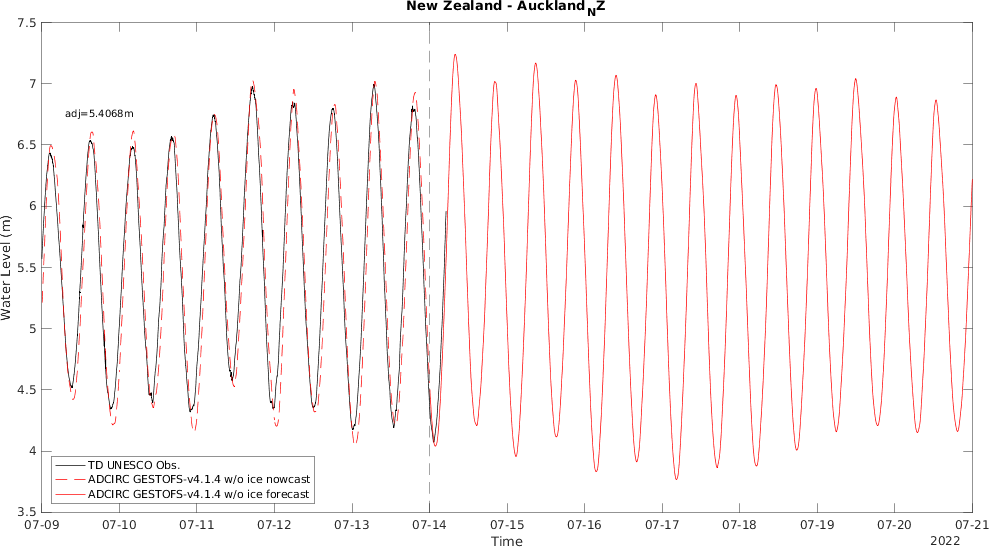 New Zealand - Auckland_NZ
7.5
7
6.5
6
5.5
5
4.5
4
3.5
Water Level (m)
adj=5.4068m
TD UNESCO Obs.
ADCIRC GESTOFS-v4.1.4 w/o ice nowcast
ADCIRC GESTOFS-v4.1.4 w/o ice forecast
07-09 07-10 07-11 07-12 07-13 07-14 07-15 07-16 07-17 07-18 07-19 07-20 07-21
Time
2022